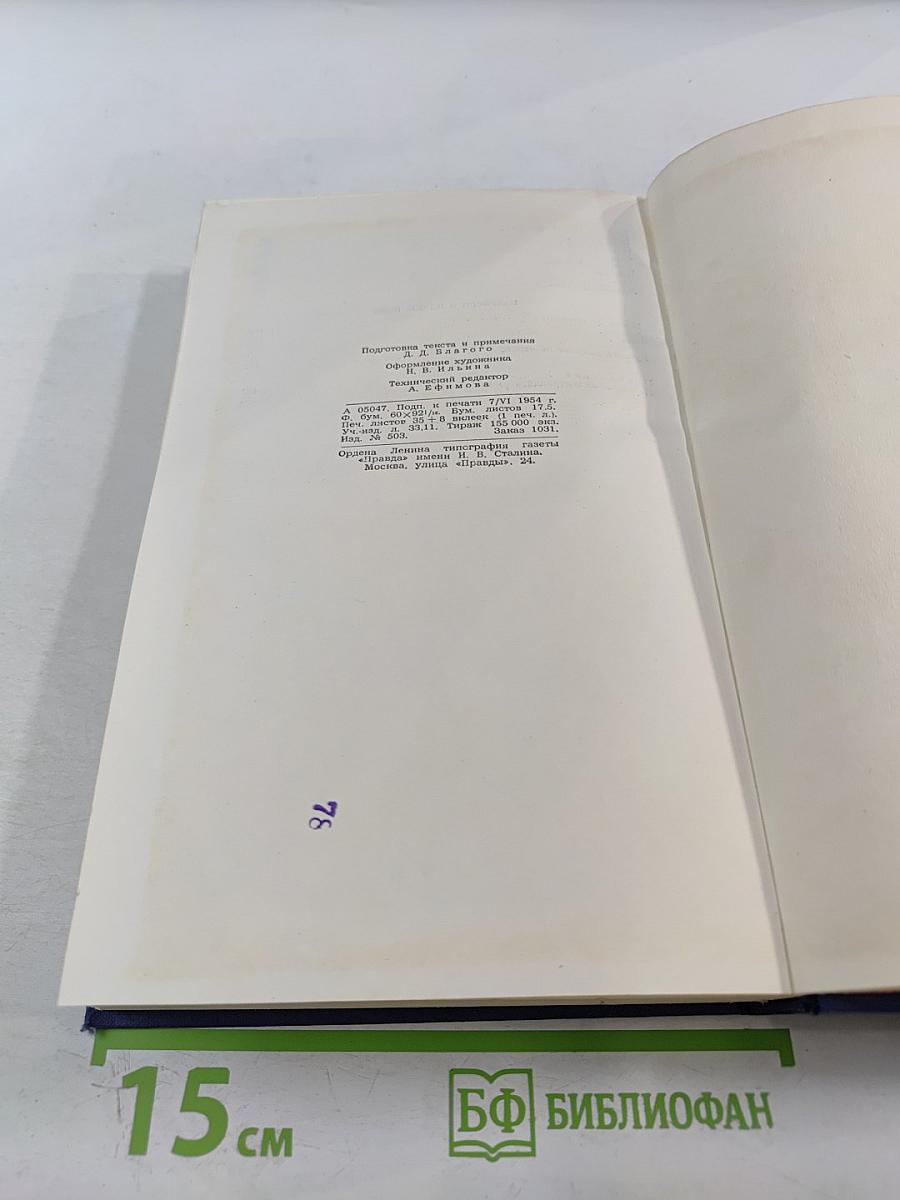 Подготовка текста и примечания
Д. Д. Благого
Оформление художника
Н. В. Ильина
Технический редактор
А. Ефимова
А 05047. Подп. к печати 7/VI 1954 г.
Ф. бум. 60×92¹/₁₆. Бум. листов 17,5.
Печ. листов 35+8 вклеек (1 печ. л.).
Уч.-изд. л. 33,11. Тираж 155 000 экз.
Изд. № 503. Заказ 1031.
Ордена Ленина типография газеты
«Правда» имени И. В. Сталина.
Москва, улица «Правды», 24.
78
15 см
БФ БИБЛИОФАН